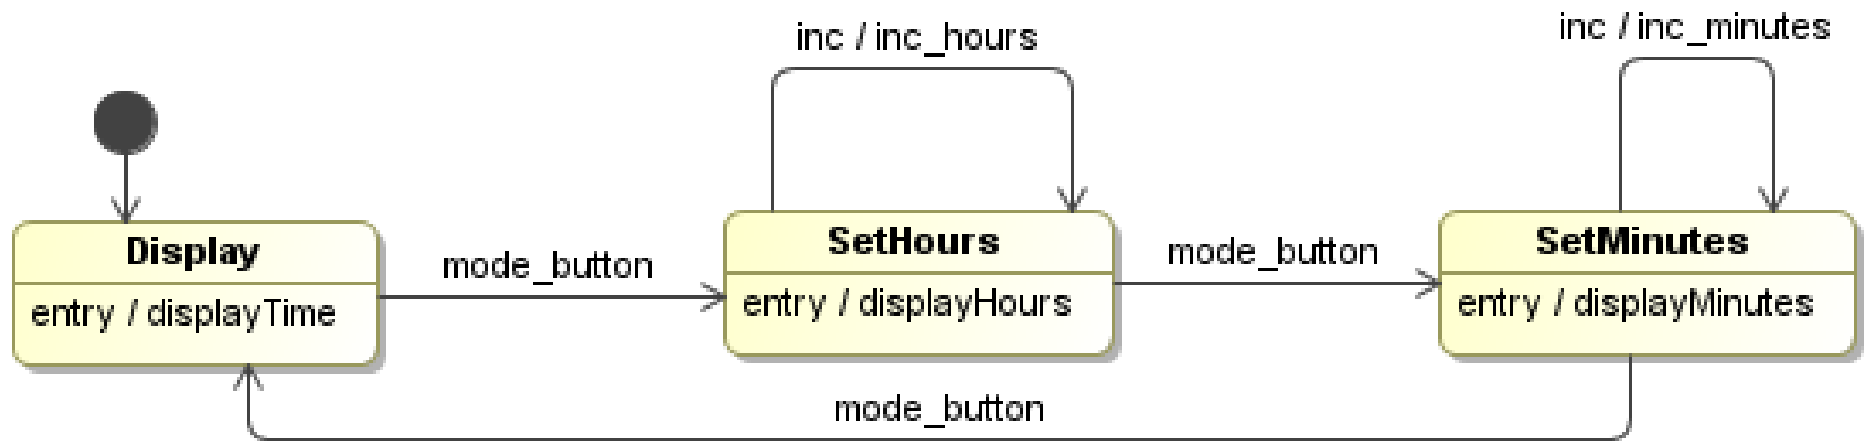 inc / inc_minutes
inc / inc_hours
Display
SetHours
SetMinutes
mode_button
mode_button
entry / displayTime
entry / displayHours
entry / displayMinutes
mode_button